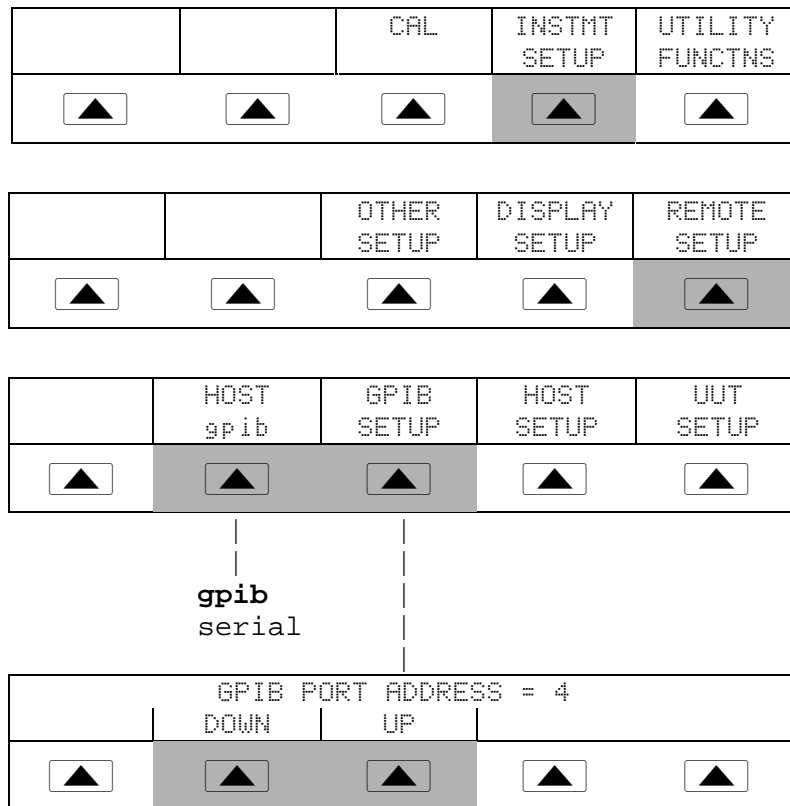 CAL INSTMT UTILITY
SETUP FUNCTNS
OTHER DISPLAY REMOTE
SETUP SETUP SETUP
HOST GPIB HOST UUT
gpib SETUP SETUP SETUP
gpib
serial
GPIB PORT ADDRESS = 4
DOWN UP